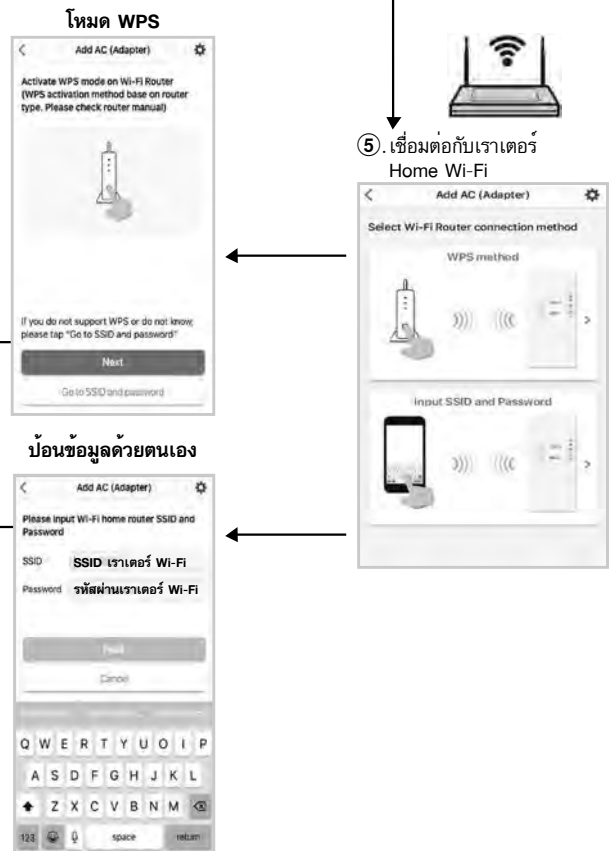 โหมด WPS
Add AC (Adapter)
Activate WPS mode on Wi-Fi Router
(WPS activation method base on router
type. Please check router manual)
If you do not support WPS or do not know,
please tap "Go to SSID and password"
Next
Go to SSID and password
⑤. เชื่อมต่อกับเราเตอร์
Home Wi-Fi
Add AC (Adapter)
Select Wi-Fi Router connection method
WPS method
Input SSID and Password
ป้อนข้อมูลด้วยตนเอง
Add AC (Adapter)
Please input Wi-Fi home router SSID and
Password
SSID SSID เราเตอร์ Wi-Fi
Password รหัสผ่านเราเตอร์ Wi-Fi
Next
Cancel
Q W E R T Y U O I P
A S D F G H J K L
Z X C V B N M
123 space return